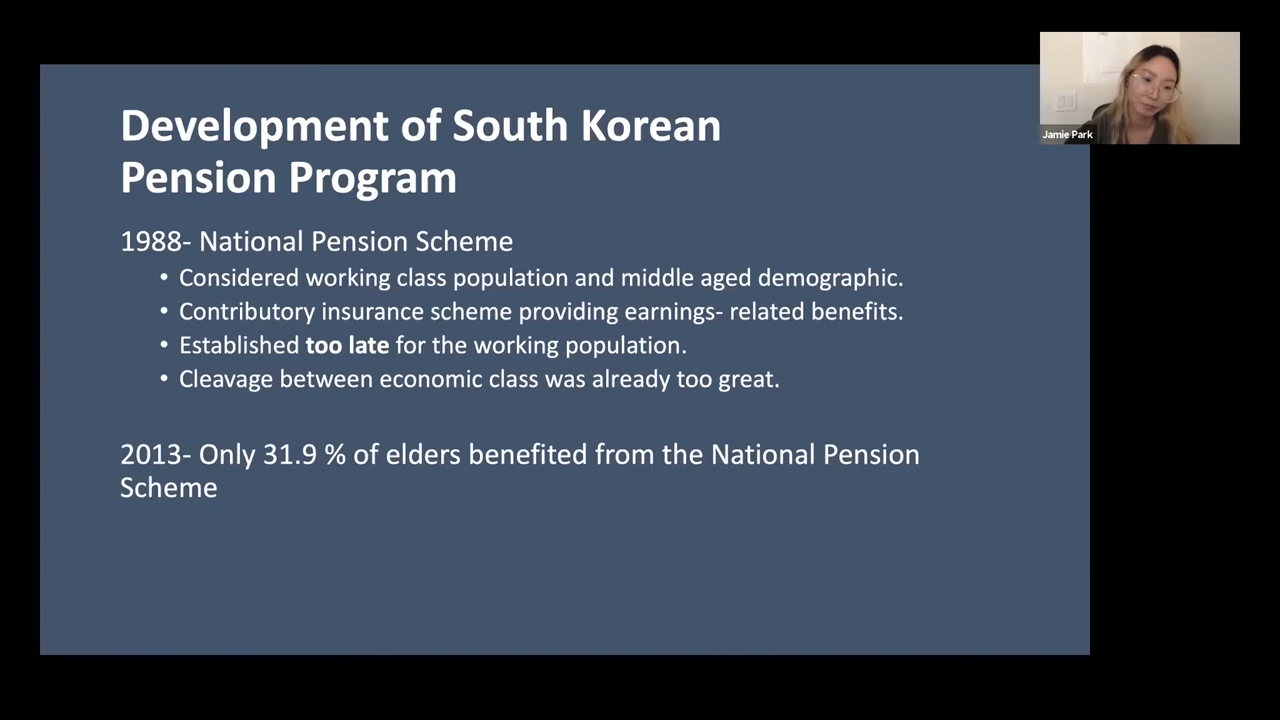 Development of South Korean
Pension Program
1988- National Pension Scheme
• Considered working class population and middle aged demographic.
• Contributory insurance scheme providing earnings- related benefits.
• Established too late for the working population.
• Cleavage between economic class was already too great.
2013- Only 31.9 % of elders benefited from the National Pension
Scheme
Jamie Park